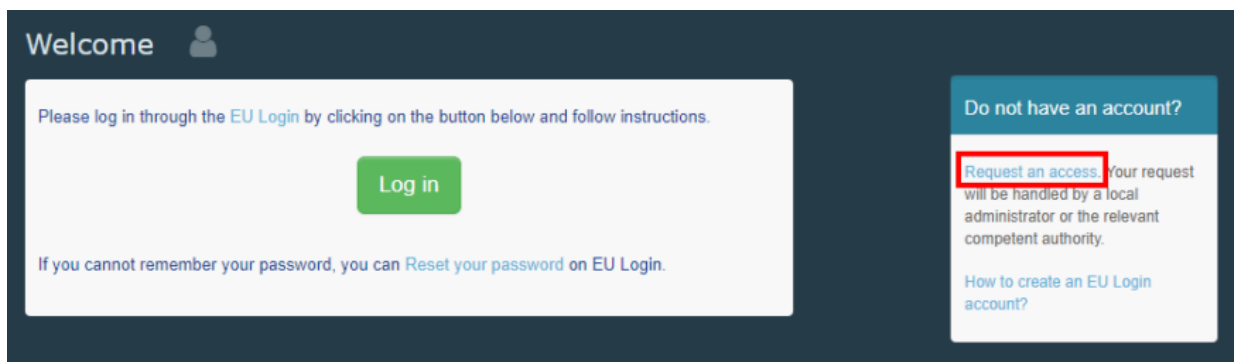 Welcome
Please log in through the EU Login by clicking on the button below and follow instructions.
Log in
If you cannot remember your password, you can Reset your password on EU Login.
Do not have an account?
Request an access. Your request
will be handled by a local
administrator or the relevant
competent authority.
How to create an EU Login
account?